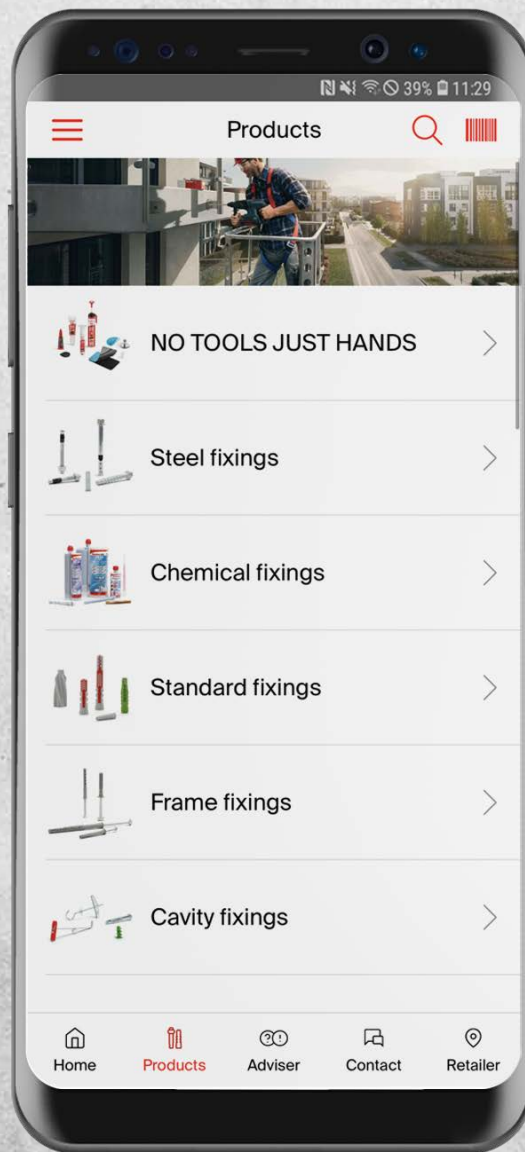 39% 11:29
Products
NO TOOLS JUST HANDS
Steel fixings
Chemical fixings
Standard fixings
Frame fixings
Cavity fixings
Home Products Adviser Contact Retailer